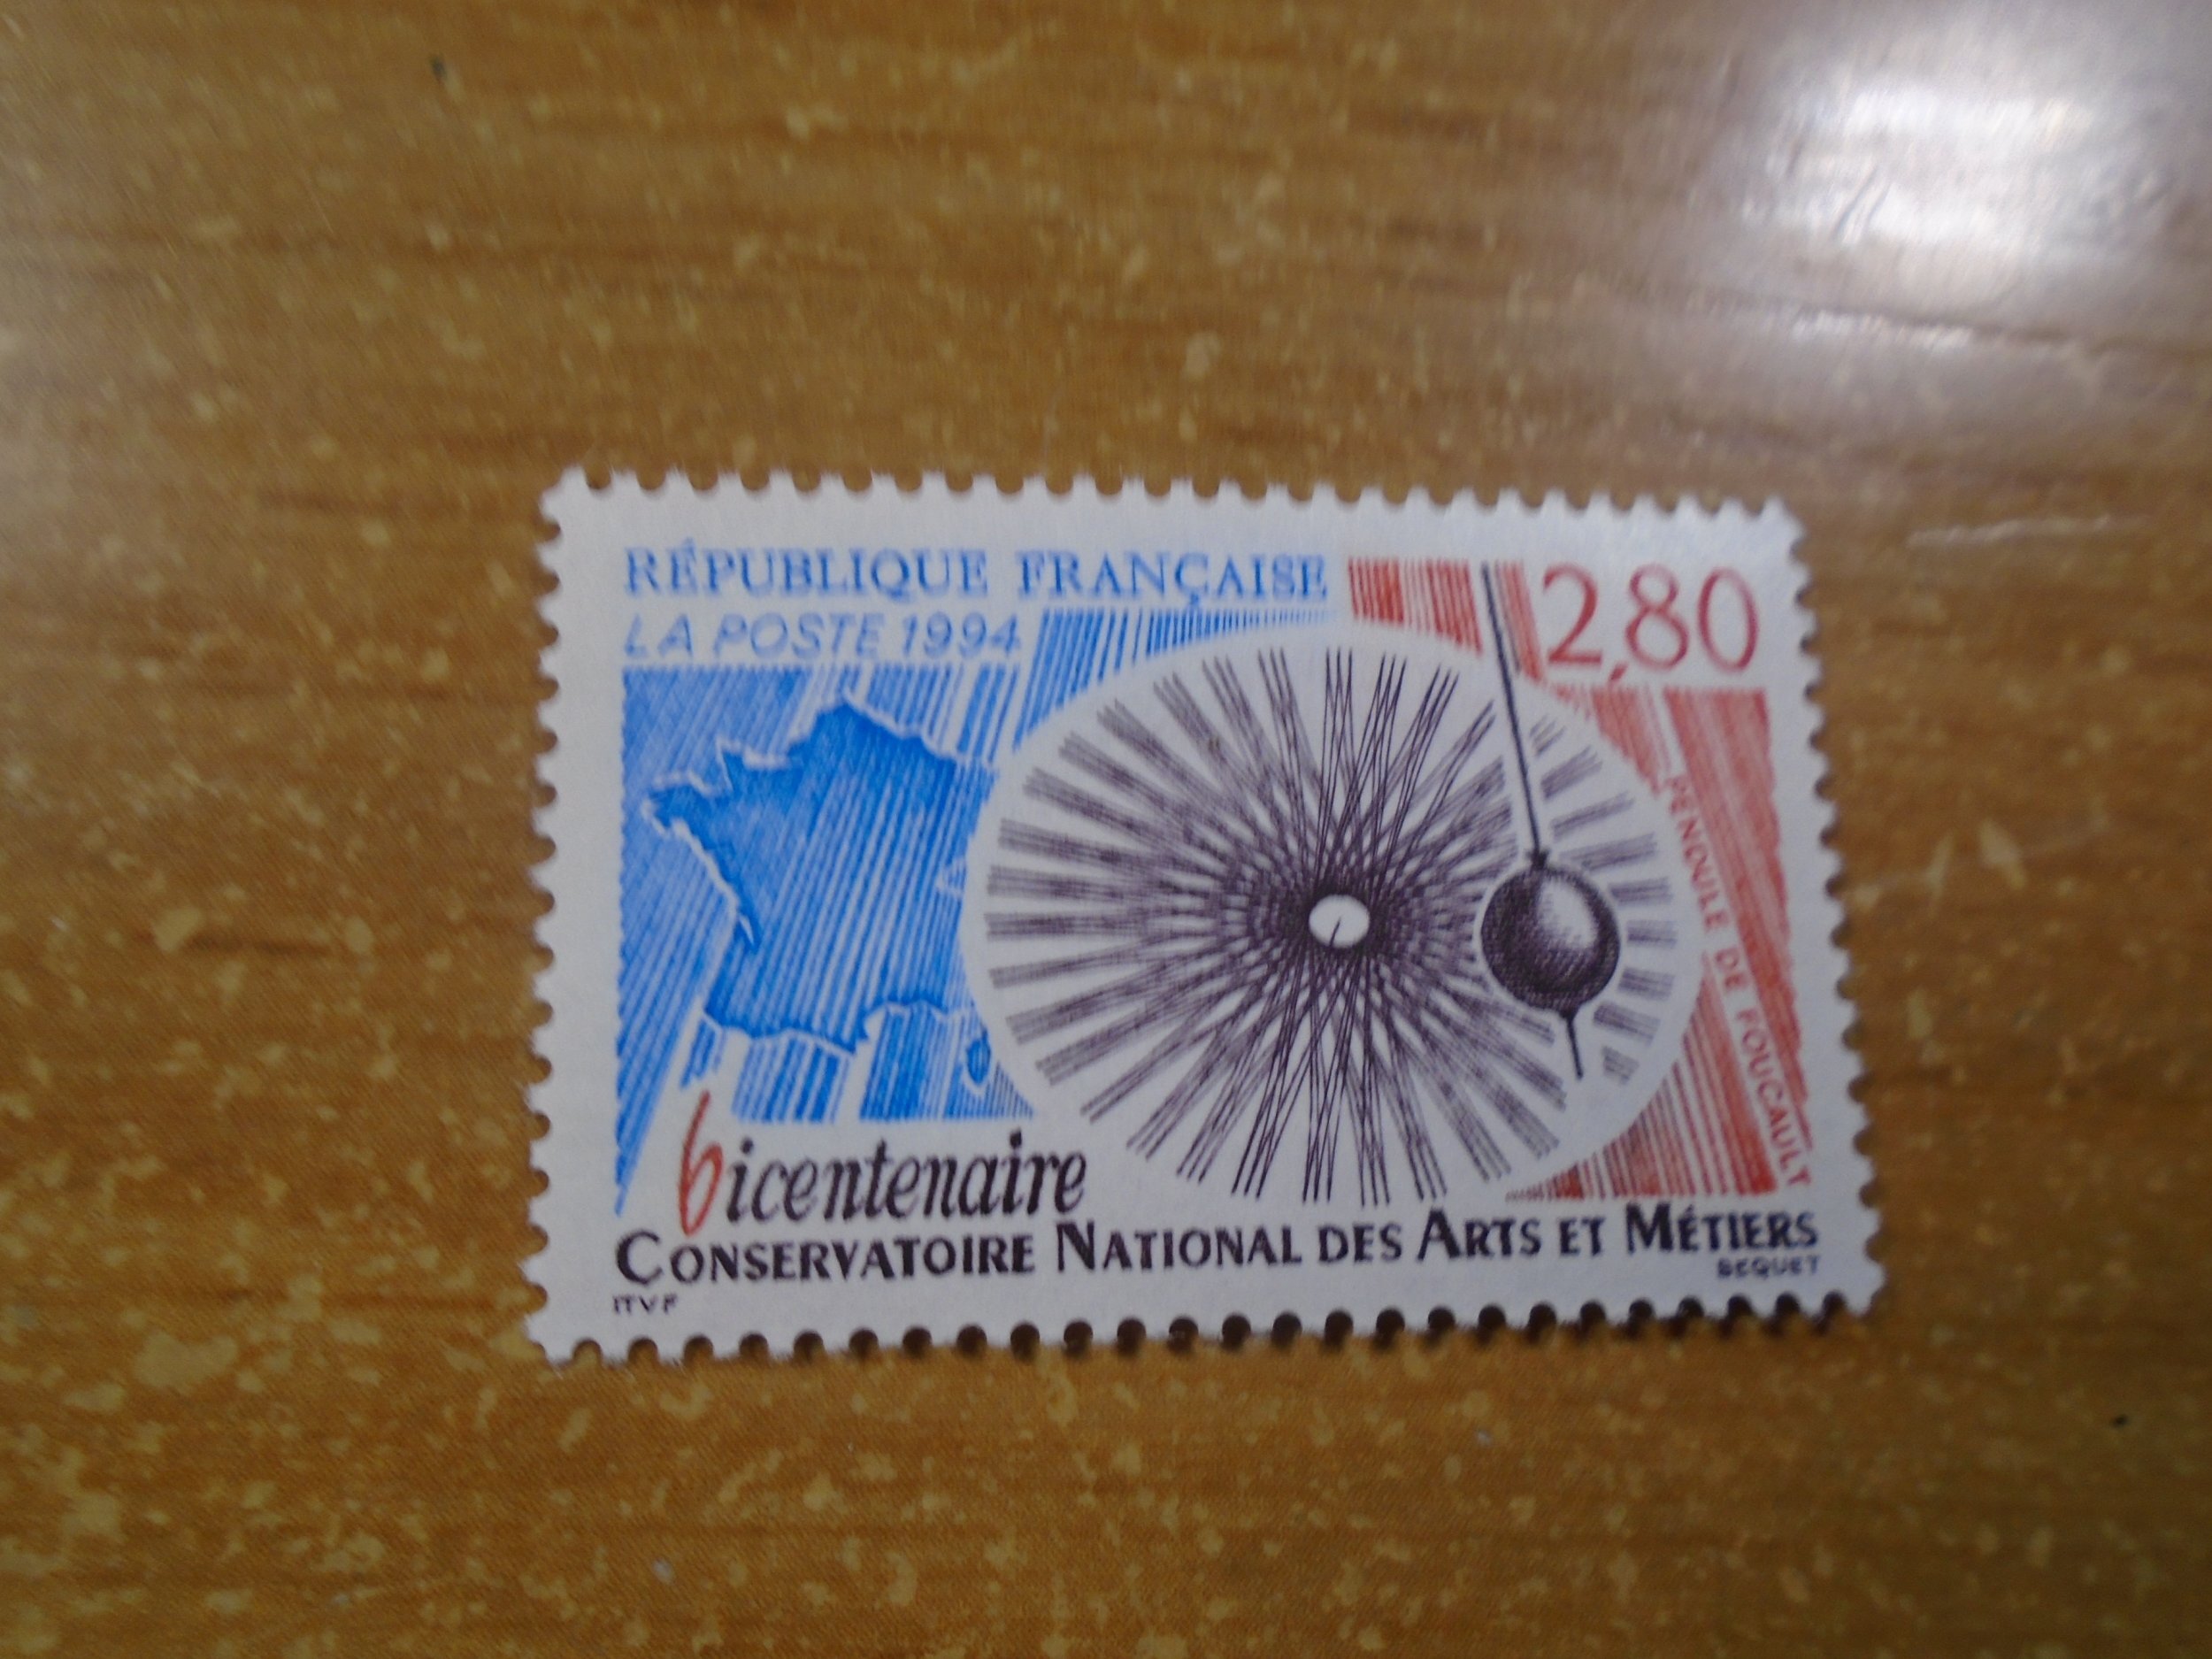 RÉPUBLIQUE FRANÇAISE
LA POSTE 1994
2,80
PENDULE DE FOUCAULT
bicentenaire
CONSERVATOIRE NATIONAL DES ARTS ET MÉTIERS
BEQUET
ITVF